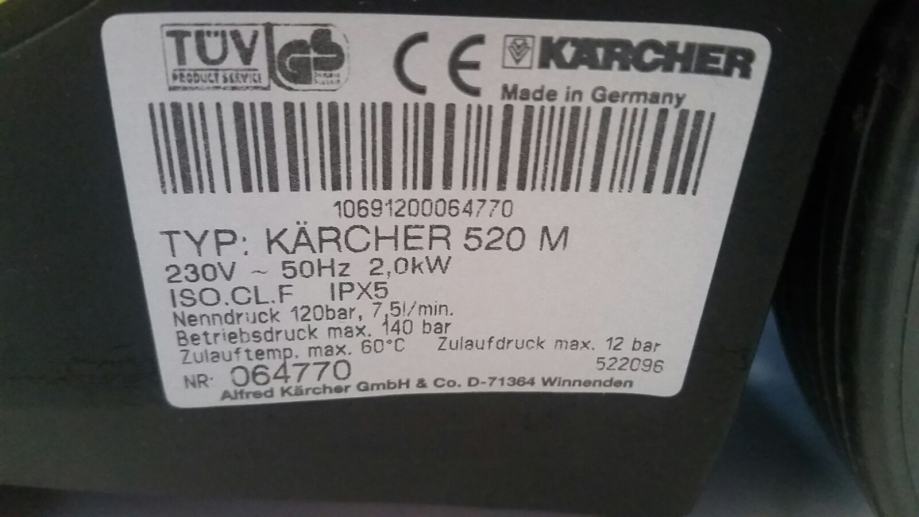 TÜV
PRODUCT SERVICE
GS
CE
KÄRCHER
Made in Germany
10691200064770
TYP: KÄRCHER 520 M
230V ~ 50Hz 2,0kW
ISO.CL.F IPX5
Nenndruck 120bar, 7,5l/min.
Betriebsdruck max. 140 bar
Zulauftemp. max. 60°C Zulaufdruck max. 12 bar
NR: 064770 522096
Alfred Kärcher GmbH & Co. D-71364 Winnenden